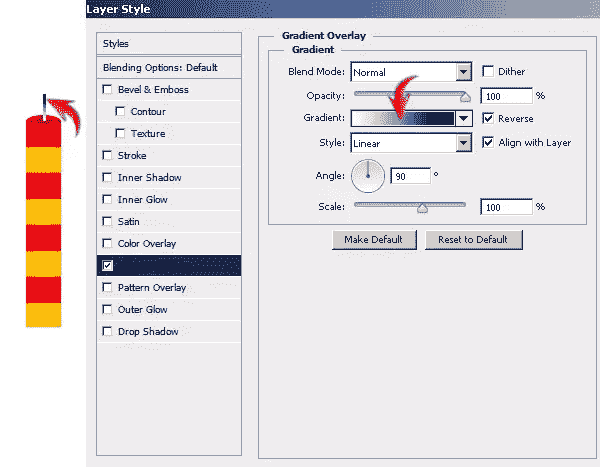 Layer Style
Styles
Blending Options: Default
Bevel & Emboss
Contour
Texture
Stroke
Inner Shadow
Inner Glow
Satin
Color Overlay
Pattern Overlay
Outer Glow
Drop Shadow
Gradient Overlay
Gradient
Blend Mode: Normal Dither
Opacity: 100 %
Gradient: Reverse
Style: Linear Align with Layer
Angle: 90 °
Scale: 100 %
Make Default Reset to Default